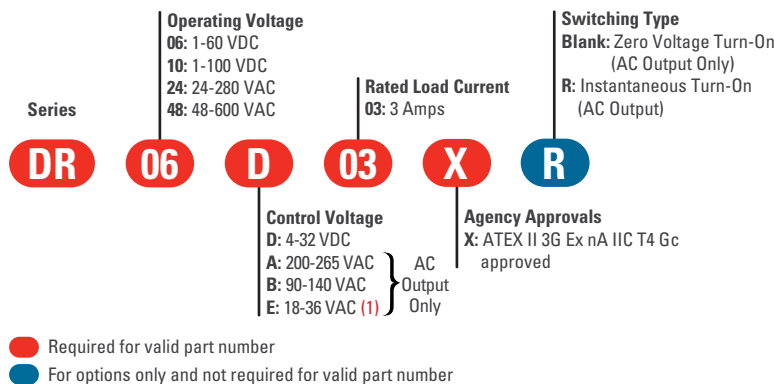 Operating Voltage
06: 1-60 VDC
10: 1-100 VDC
24: 24-280 VAC
48: 48-600 VAC
Switching Type
Blank: Zero Voltage Turn-On
(AC Output Only)
R: Instantaneous Turn-On
(AC Output)
Rated Load Current
03: 3 Amps
Series
DR 06 D 03 X R
Control Voltage
D: 4-32 VDC
A: 200-265 VAC
B: 90-140 VAC
E: 18-36 VAC (1)
AC
Output
Only
Agency Approvals
X: ATEX II 3G Ex nA IIC T4 Gc
approved
Required for valid part number
For options only and not required for valid part number